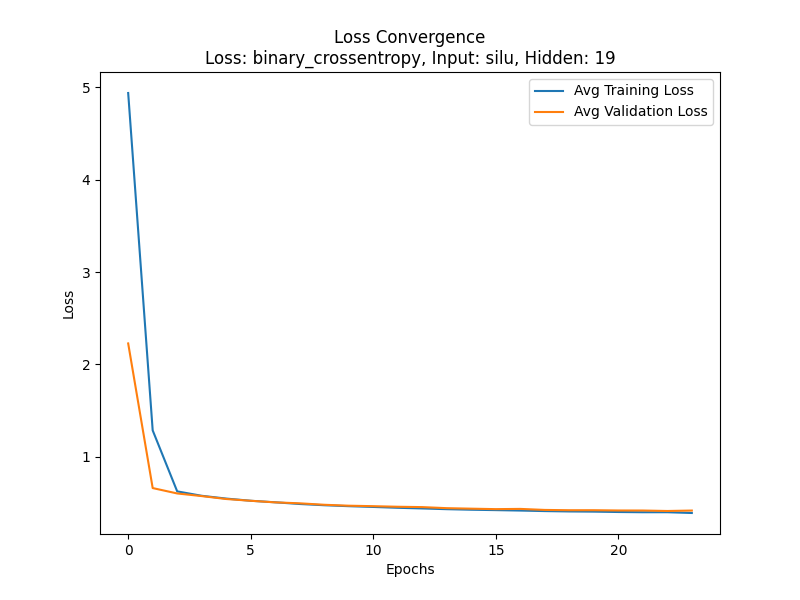 Loss Convergence
Loss: binary_crossentropy, Input: silu, Hidden: 19
Avg Training Loss
Avg Validation Loss
5
4
3
2
1
Loss
0
5
10
15
20
Epochs